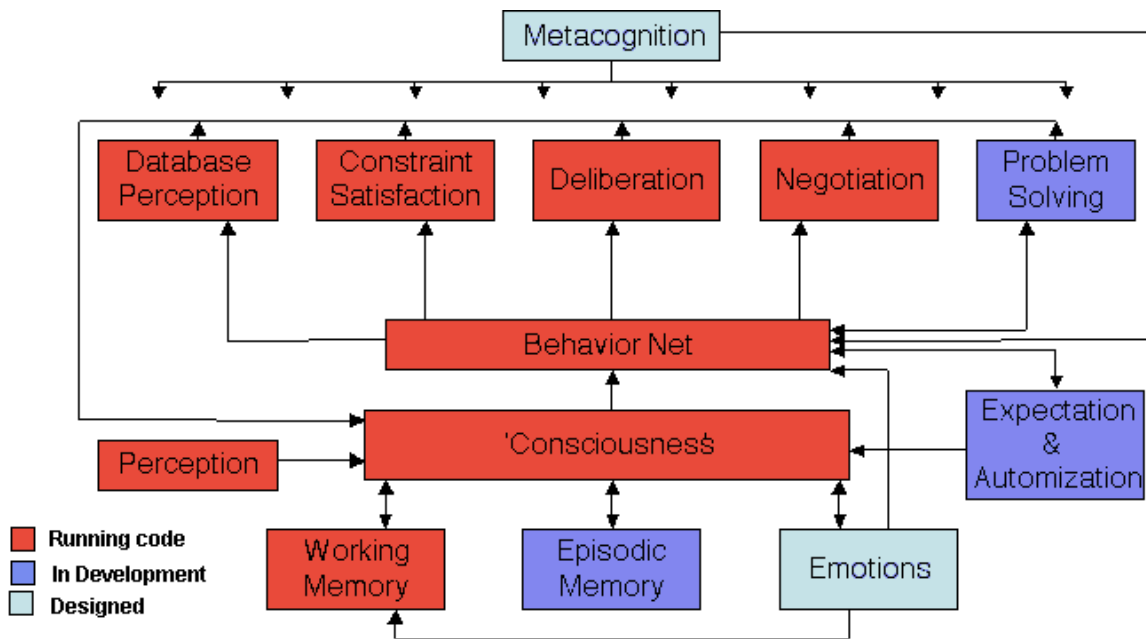 Metacognition
Database
Perception
Constraint
Satisfaction
Deliberation
Negotiation
Problem
Solving
Behavior Net
Expectation
&
Automization
'Consciousness'
Perception
Working
Memory
Episodic
Memory
Emotions
Running code
In Development
Designed